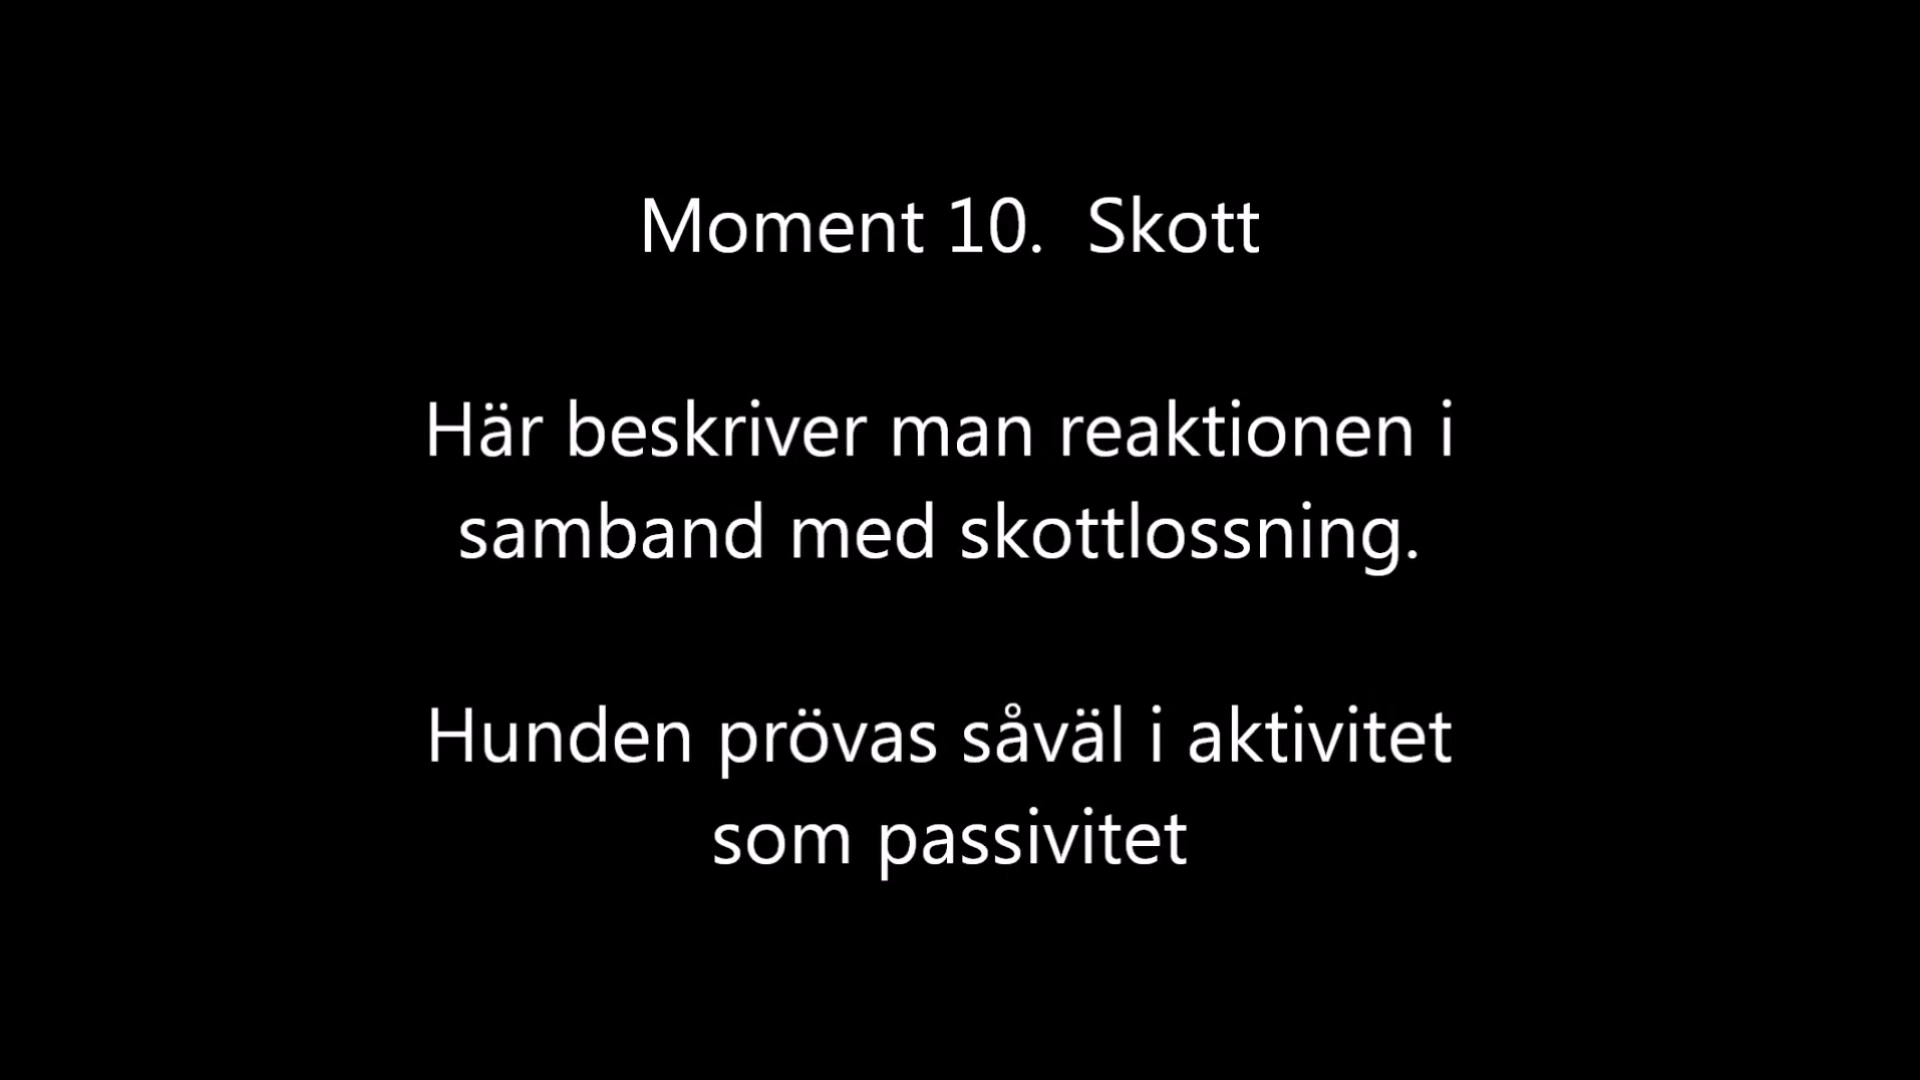 Moment 10.  Skott
Här beskriver man reaktionen i
samband med skottlossning.
Hunden prövas såväl i aktivitet
som passivitet